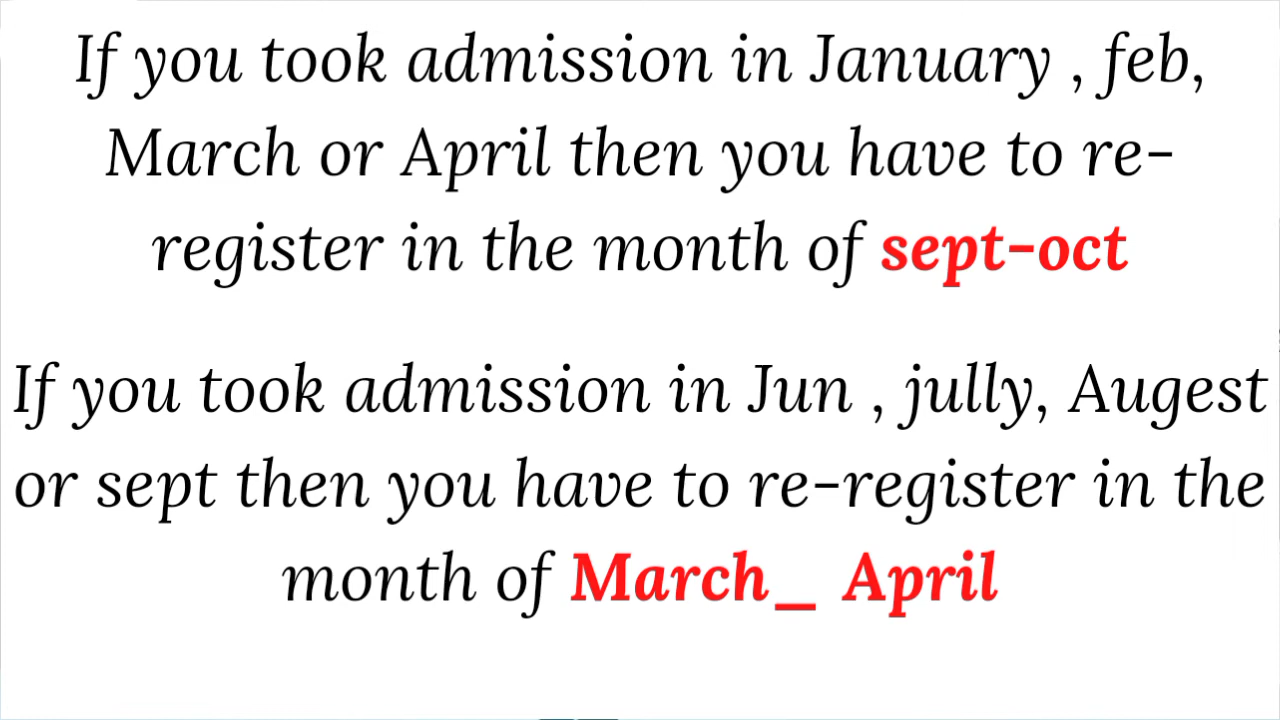 If you took admission in January , feb,
March or April then you have to re-
register in the month of sept-oct
If you took admission in Jun , jully, Augest
or sept then you have to re-register in the
month of March_ April